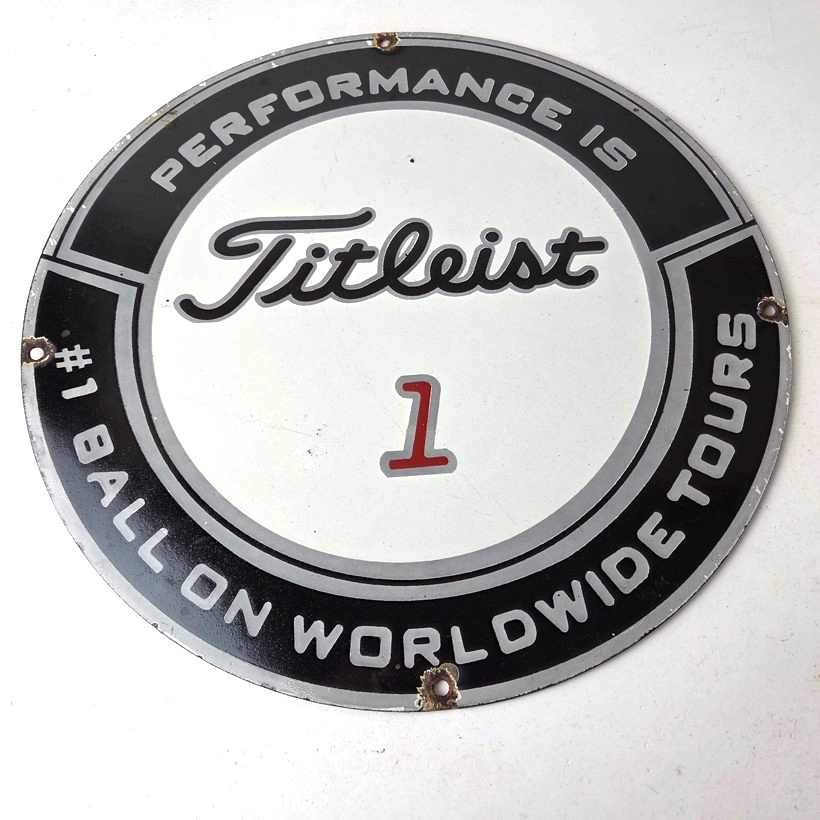 PERFORMANCE IS
Titleist
1
#1 BALL ON WORLDWIDE TOURS